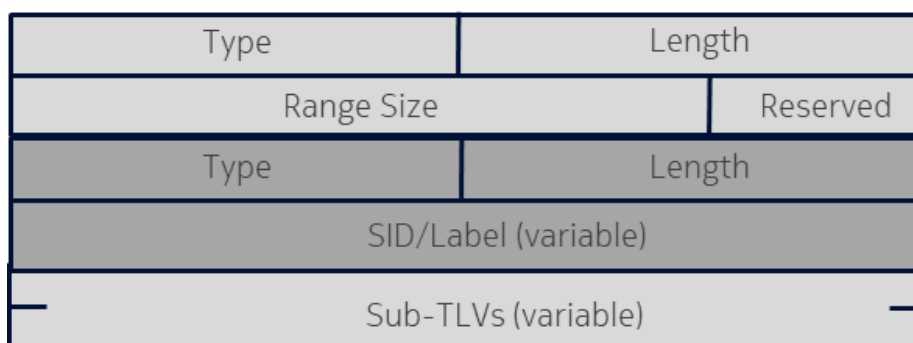 Type Length
Range Size Reserved
Type Length
SID/Label (variable)
Sub-TLVs (variable)